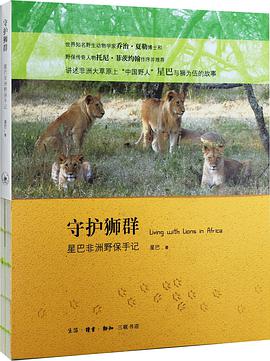 世界知名野生动物学家乔治·夏勒博士和
野保传奇人物托尼·菲茨约翰作序并推荐
讲述非洲大草原上“中国野人”星巴与狮为伍的故事
守护狮群
Living with Lions in Africa
星巴非洲野保手记
星巴 著
生活·读书·新知 三联书店